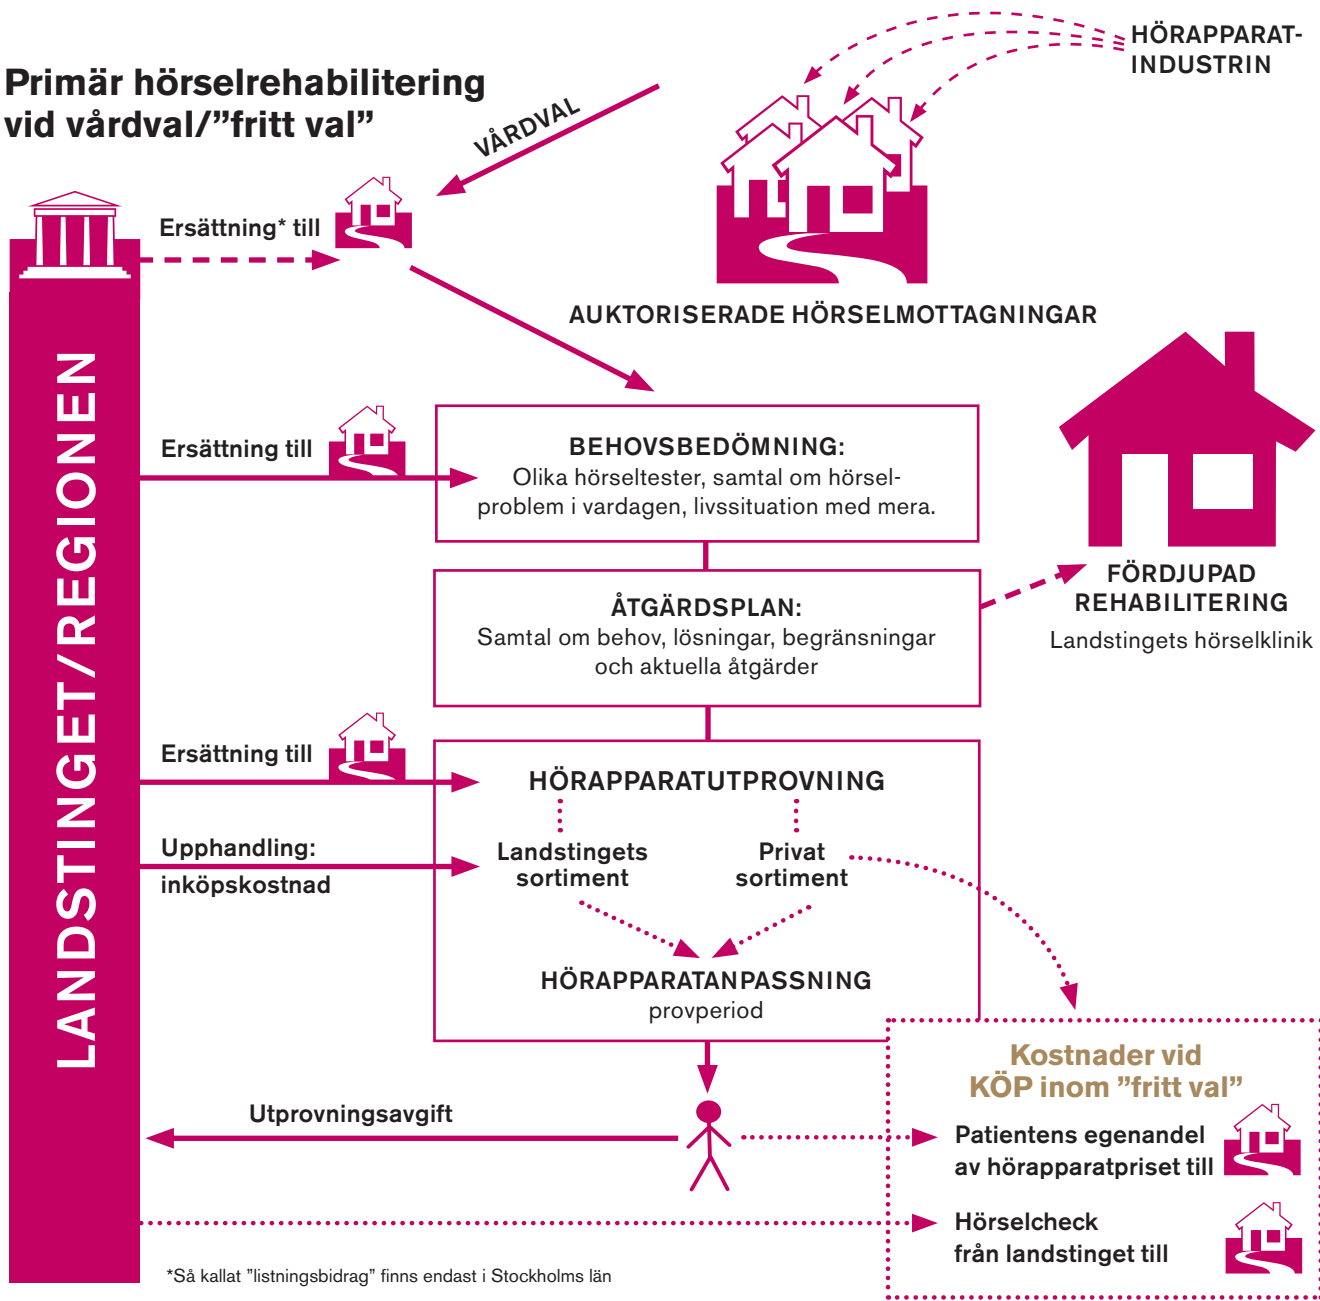 Primär hörselrehabilitering
vid vårdval/”fritt val”
HÖRAPPARAT-
INDUSTRIN
VÅRDVAL
Ersättning* till
AUKTORISERADE HÖRSELMOTTAGNINGAR
LANDSTINGET/REGIONEN
Ersättning till
BEHOVSBEDÖMNING:
Olika hörseltester, samtal om hörsel-
problem i vardagen, livssituation med mera.
ÅTGÄRDSPLAN:
Samtal om behov, lösningar, begränsningar
och aktuella åtgärder
FÖRDJUPAD
REHABILITERING
Landstingets hörselklinik
Ersättning till
HÖRAPPARATUTPROVNING
Upphandling:
inköpskostnad
Landstingets
sortiment
Privat
sortiment
HÖRAPPARATANPASSNING
provperiod
Utprovningsavgift
Kostnader vid
KÖP inom ”fritt val”
Patientens egenandel
av hörapparatpriset till
Hörselcheck
från landstinget till
*Så kallat ”listningsbidrag” finns endast i Stockholms län